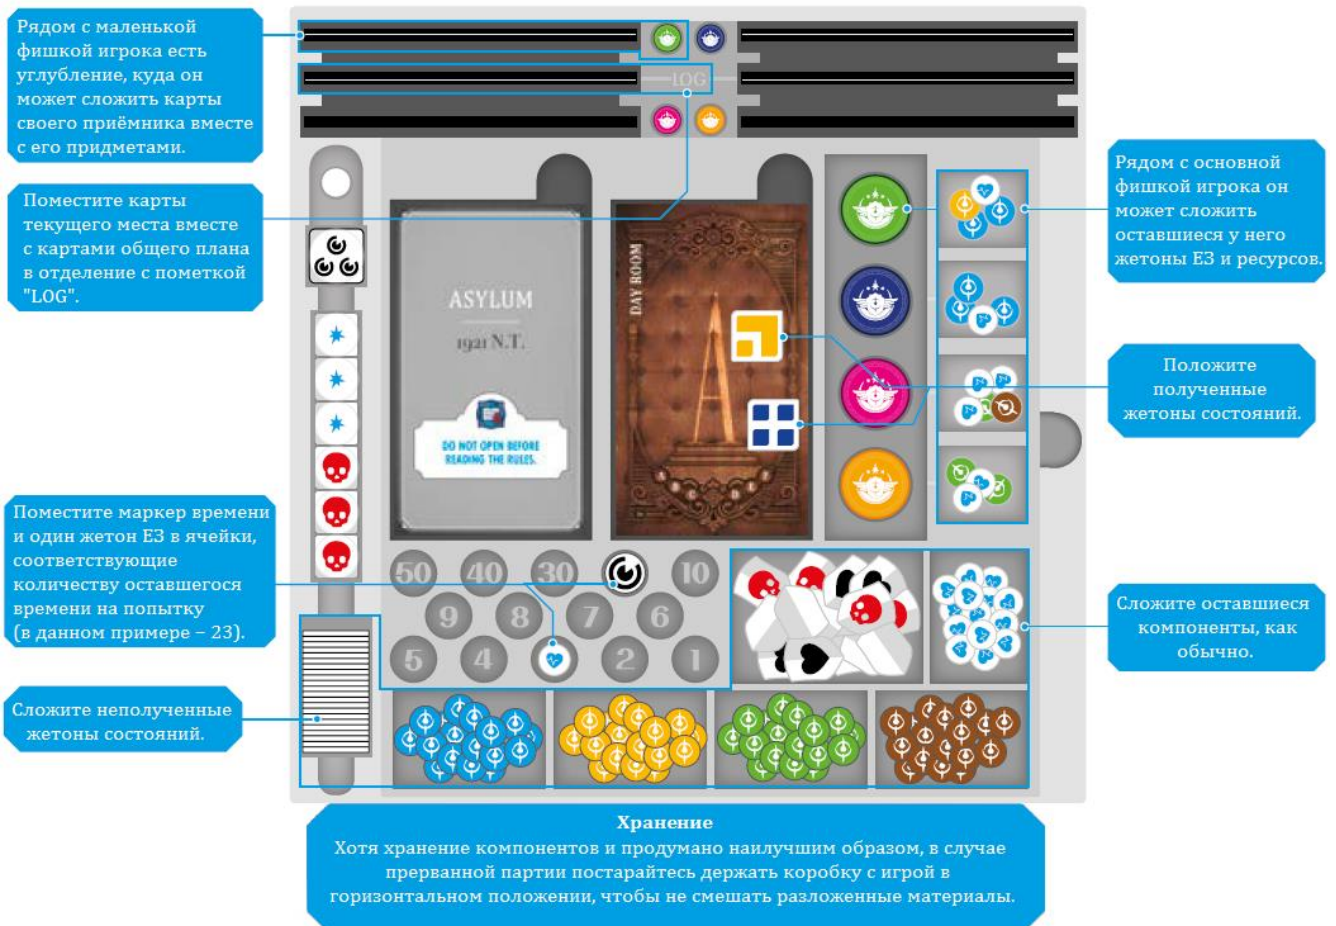 Рядом с маленькой
фишкой игрока есть
углубление, куда он
может сложить карты
своего приёмника вместе
с его придметами.
Поместите карты
текущего места вместе
с картами общего плана
в отделение с пометкой
"LOG".
LOG
Рядом с основной
фишкой игрока он
может сложить
оставшиеся у него
жетоны ЕЗ и ресурсов.
ASYLUM
1921 N.T.
DO NOT OPEN BEFORE
READING THE RULES.
DAY ROOM
A
Положите
полученные
жетоны состояний.
Поместите маркер времени
и один жетон ЕЗ в ячейки,
соответствующие
количеству оставшегося
времени на попытку
(в данном примере – 23).
50 40 30 10
9 8 7 6
5 4 2 1
Сложите оставшиеся
компоненты, как
обычно.
Сложите неполученные
жетоны состояний.
Хранение
Хотя хранение компонентов и продумано наилучшим образом, в случае
прерванной партии постарайтесь держать коробку с игрой в
горизонтальном положении, чтобы не смешать разложенные материалы.